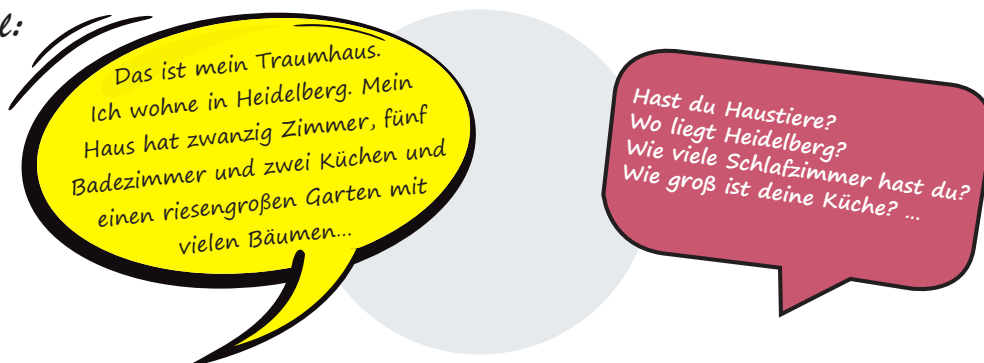 Das ist mein Traumhaus.
Ich wohne in Heidelberg. Mein
Haus hat zwanzig Zimmer, fünf
Badezimmer und zwei Küchen und
einen riesengroßen Garten mit
vielen Bäumen...
Hast du Haustiere?
Wo liegt Heidelberg?
Wie viele Schlafzimmer hast du?
Wie groß ist deine Küche? ...